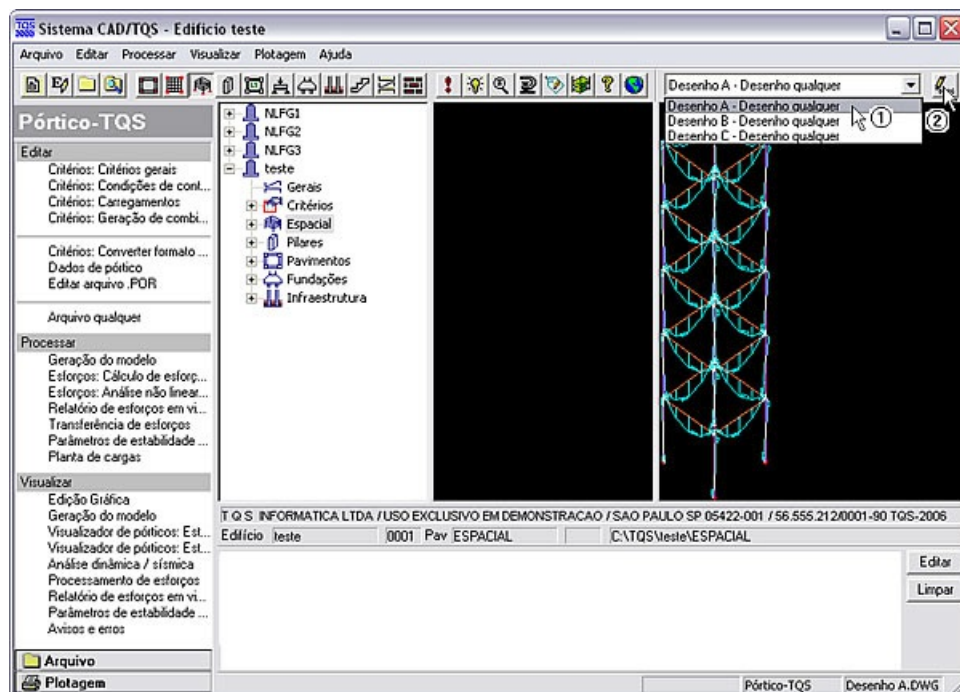 TQS 2000 Sistema CAD/TQS - Edifício teste
Arquivo Editar Processar Visualizar Plotagem Ajuda
Desenho A - Desenho qualquer
Desenho A - Desenho qualquer
Desenho B - Desenho qualquer
Desenho C - Desenho qualquer
1
2
Pórtico-TQS
Editar
Critérios: Critérios gerais
Critérios: Condições de cont...
Critérios: Carregamentos
Critérios: Geração de combi...
Critérios: Converter formato ...
Dados de pórtico
Editar arquivo .POR
Arquivo qualquer
Processar
Geração do modelo
Esforços: Cálculo de esforç...
Esforços: Análise não linear...
Relatório de esforços em vi...
Transferência de esforços
Parâmetros de estabilidade ...
Planta de cargas
Visualizar
Edição Gráfica
Geração do modelo
Visualizador de pórticos: Est...
Visualizador de pórticos: Est...
Análise dinâmica / sísmica
Processamento de esforços
Relatório de esforços em vi...
Parâmetros de estabilidade ...
Avisos e erros
Arquivo
Plotagem
NLFG1
NLFG2
NLFG3
teste
Gerais
Critérios
Espacial
Pilares
Pavimentos
Fundações
Infraestrutura
T Q S INFORMATICA LTDA / USO EXCLUSIVO EM DEMONSTRACAO / SAO PAULO SP 05422-001 / 56.555.212/0001-90 TQS-2006
Edifício teste 0001 Pav ESPACIAL C:\TQS\teste\ESPACIAL
Editar
Limpar
Pórtico-TQS Desenho A.DWG